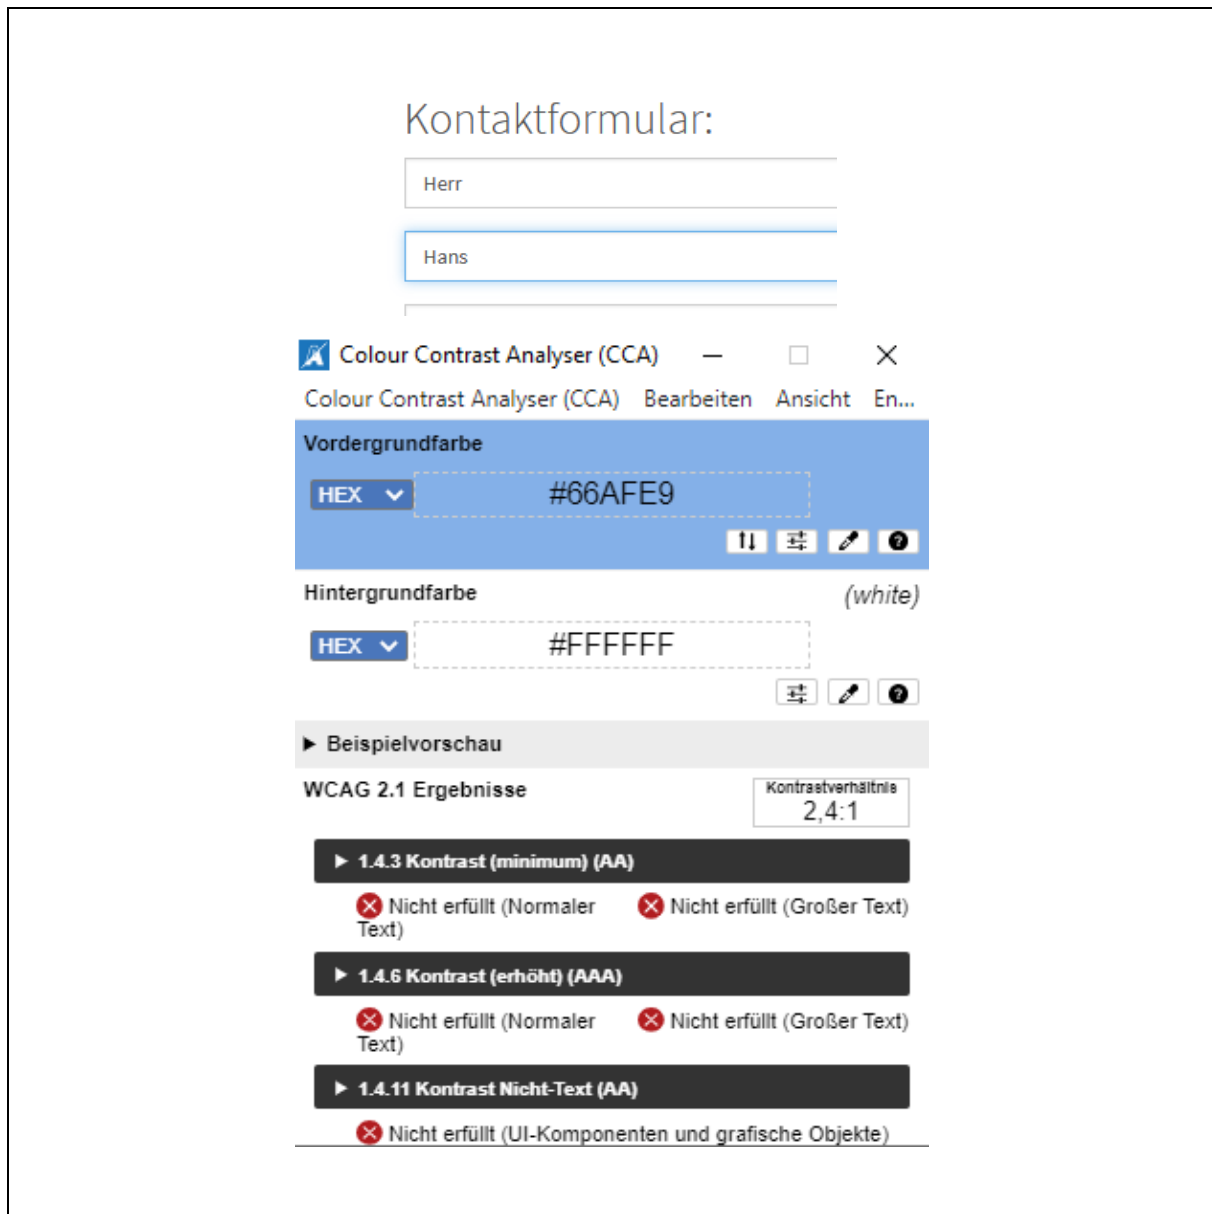 Kontaktformular:
Herr
Hans
Colour Contrast Analyser (CCA)
Colour Contrast Analyser (CCA) Bearbeiten Ansicht En...
Vordergrundfarbe
HEX #66AFE9
Hintergrundfarbe (white)
HEX #FFFFFF
Beispielvorschau
WCAG 2.1 Ergebnisse
Kontrastverhältnis
2,4:1
1.4.3 Kontrast (minimum) (AA)
Nicht erfüllt (Normaler Text)
Nicht erfüllt (Großer Text)
1.4.6 Kontrast (erhöht) (AAA)
Nicht erfüllt (Normaler Text)
Nicht erfüllt (Großer Text)
1.4.11 Kontrast Nicht-Text (AA)
Nicht erfüllt (UI-Komponenten und grafische Objekte)